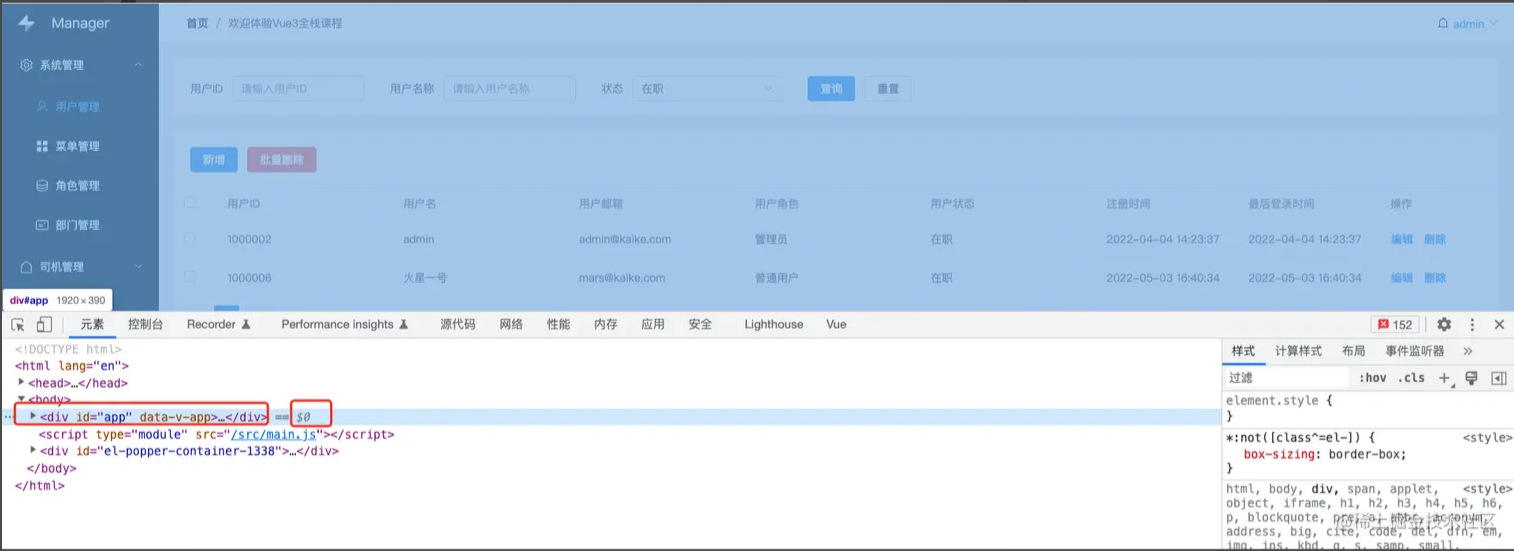 Manager
首页 / 欢迎体验Vue3全栈课程
admin
系统管理
用户管理
菜单管理
角色管理
部门管理
司机管理
用户ID 请输入用户ID 用户名称 请输入用户名称 状态 在职 查询 重置
新增 批量删除
用户ID 用户名 用户邮箱 用户角色 用户状态 注册时间 最后登录时间 操作
1000002 admin admin@kaike.com 管理员 在职 2022-04-04 14:23:37 2022-04-04 14:23:37 编辑 删除
1000006 火星一号 mars@kaike.com 普通用户 在职 2022-05-03 16:40:34 2022-05-03 16:40:34 编辑 删除
div#app 1920×390
元素 控制台 Recorder Performance insights 源代码 网络 性能 内存 应用 安全 Lighthouse Vue 152
<!DOCTYPE html>
<html lang="en">
<head>…</head>
<body>
<div id="app" data-v-app>…</div> == $0
<script type="module" src="/src/main.js"></script>
<div id="el-popper-container-1338">…</div>
</body>
</html>
样式 计算样式 布局 事件监听器 »
过滤 :hov .cls +
element.style {
}
*:not([class^=el-]) { <style>
box-sizing: border-box;
}
html, body, div, span, applet, <style>
object, iframe, h1, h2, h3, h4, h5, h6,
p, blockquote, pre, a, abbr, acronym,
address, big, cite, code, del, dfn, em,
img, ins, kbd, q, s, samp, small,
@稀土掘金技术社区